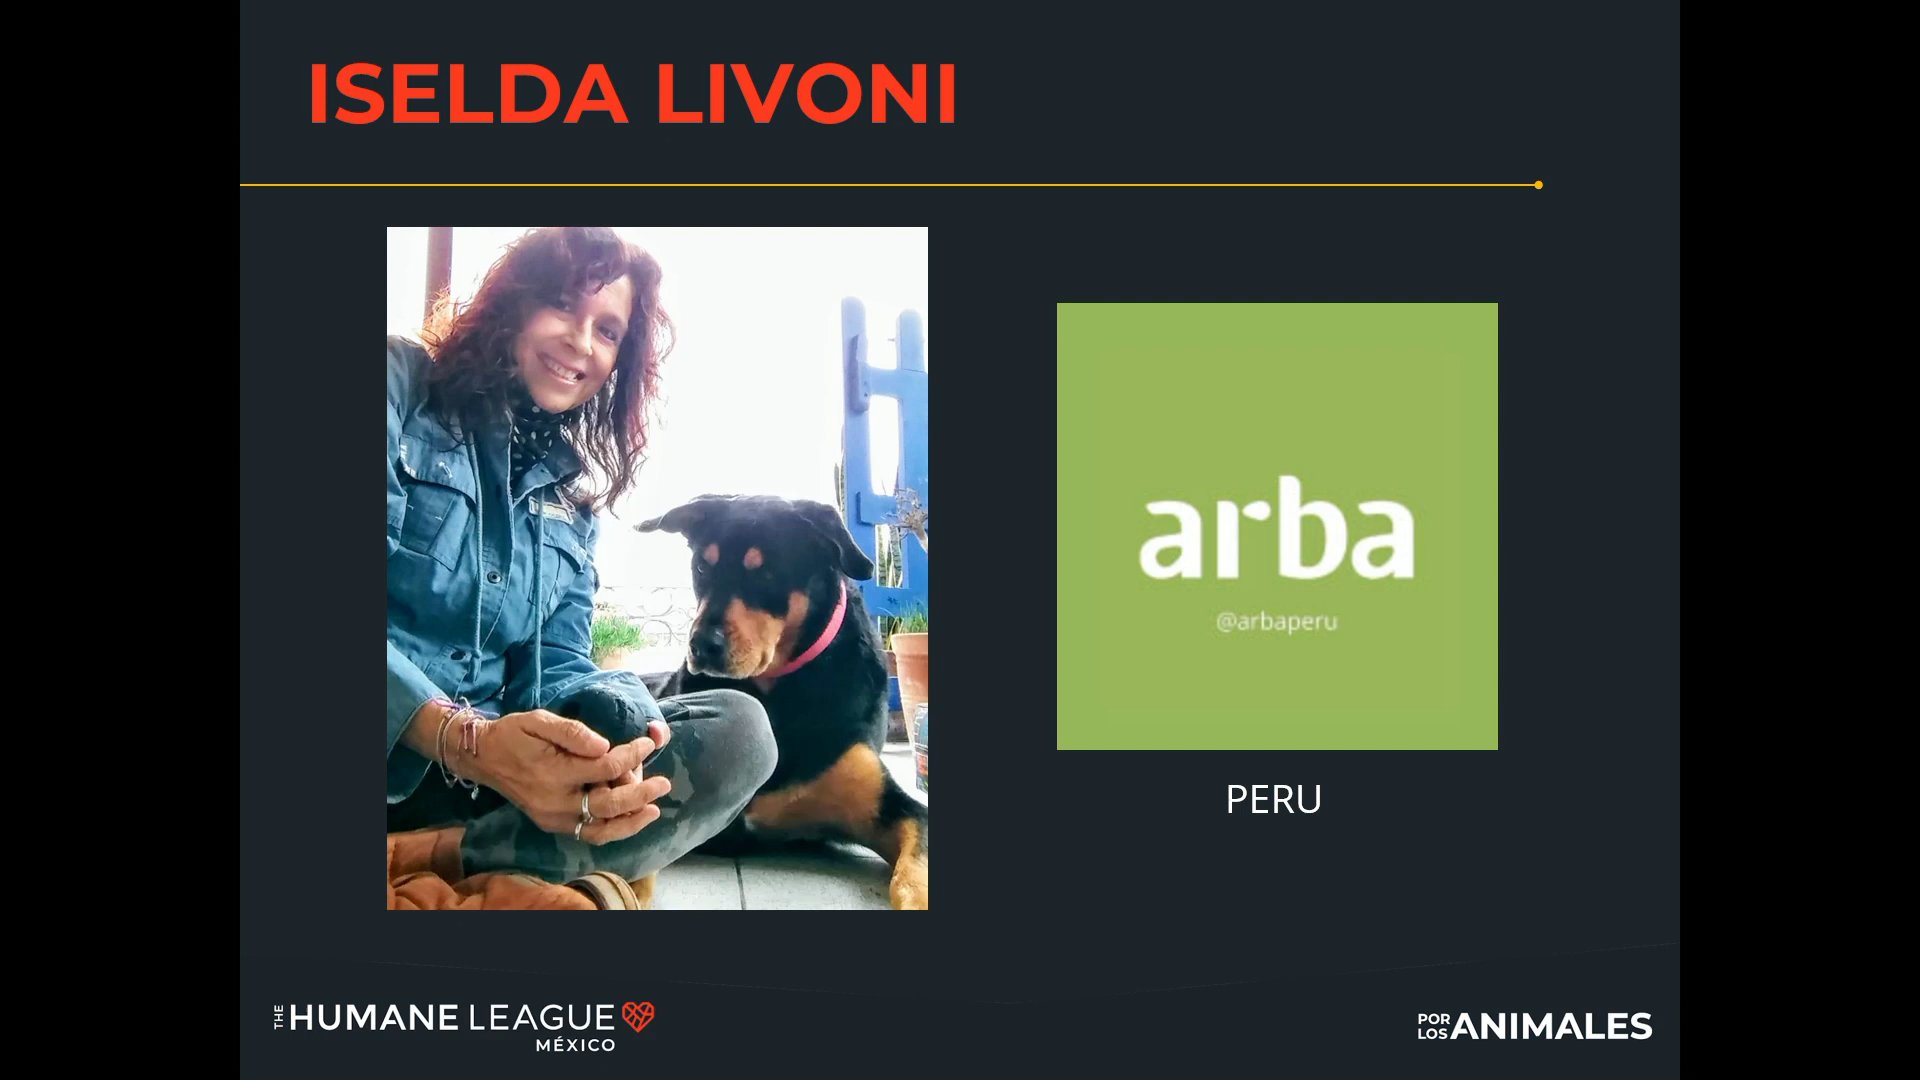 ISELDA LIVONI
arba
@arbaperu
PERU
THE HUMANE LEAGUE
MÉXICO
POR LOS ANIMALES